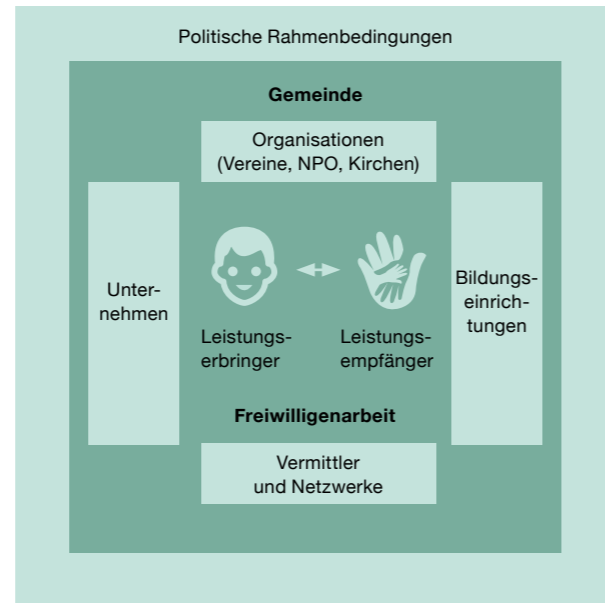 Politische Rahmenbedingungen
Gemeinde
Organisationen
(Vereine, NPO, Kirchen)
Unter-
nehmen
Leistungs-
erbringer
Leistungs-
empfänger
Bildungs-
einrich-
tungen
Freiwilligenarbeit
Vermittler
und Netzwerke